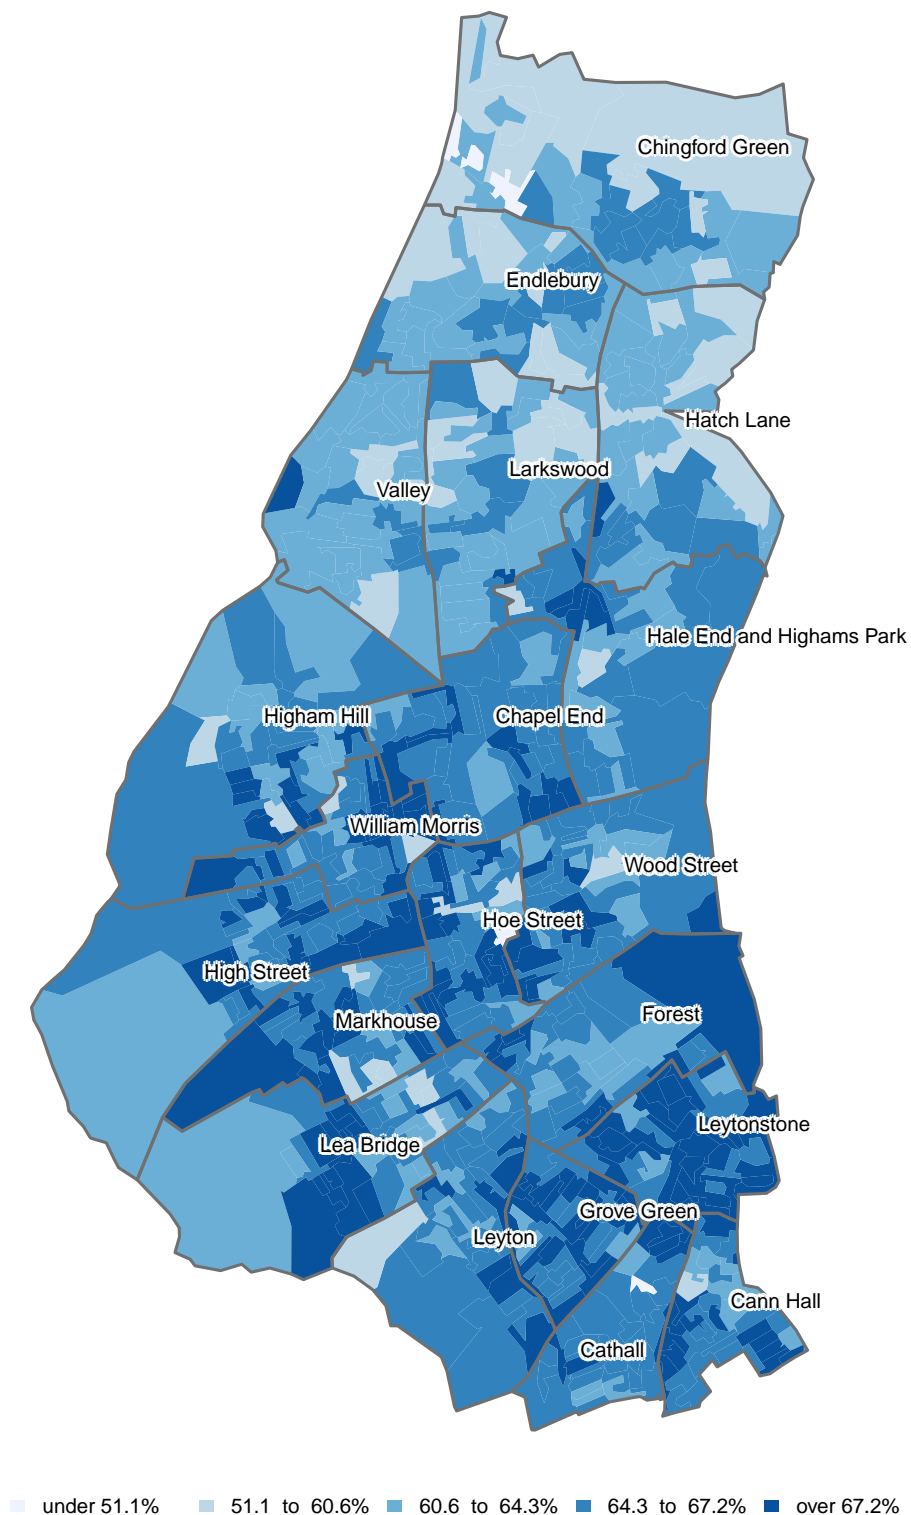 Chingford Green
Endlebury
Hatch Lane
Larkswood
Valley
Hale End and Highams Park
Higham Hill
Chapel End
William Morris
Wood Street
Hoe Street
High Street
Forest
Markhouse
Leytonstone
Lea Bridge
Grove Green
Leyton
Cann Hall
Cathall
under 51.1% 51.1 to 60.6% 60.6 to 64.3% 64.3 to 67.2% over 67.2%